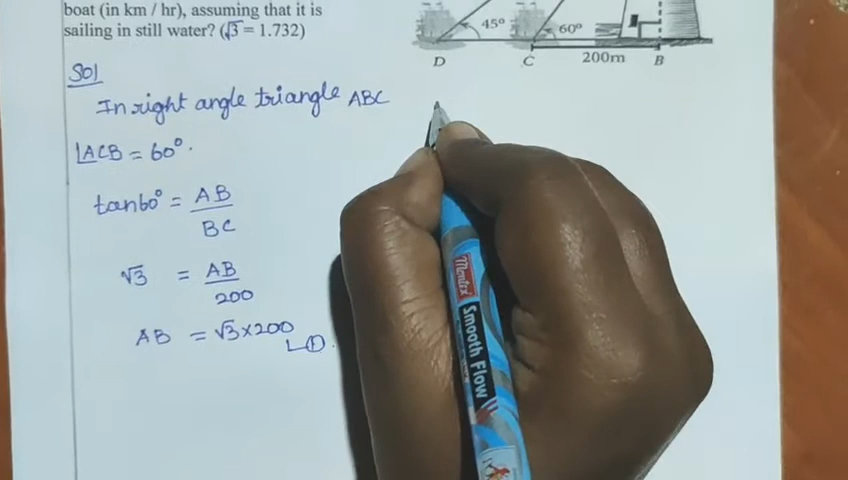 boat (in km / hr), assuming that it is
sailing in still water? (√3 = 1.732)
45°
60°
D
C
200m
B
Sol
In right angle triangle ABC
∠ACB = 60°.
tan60° = AB/BC
√3 = AB/200
AB = √3×200
①.
Montex
Smooth Flow